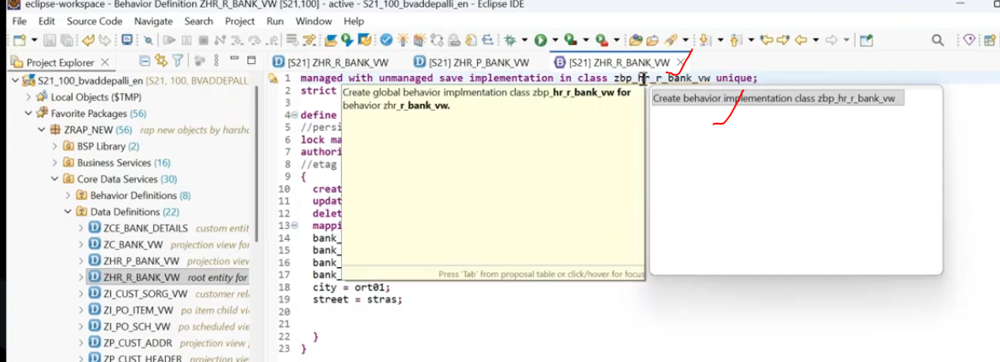 eclipse-workspace - Behavior Definition ZHR_R_BANK_VW [S21,100] - active - S21_100_bvaddepalli_en - Eclipse IDE
File Edit Source Code Navigate Search Project Run Window Help
Project Explorer
[S21] ZHR_R_BANK_VW [S21] ZHR_P_BANK_VW [S21] ZHR_R_BANK_VW
S21_100_bvaddepalli_en [S21, 100, BVADDEPALL
Local Objects ($TMP)
Favorite Packages (56)
ZRAP_NEW (56) rap new objects by harsh
BSP Library (2)
Business Services (16)
Core Data Services (30)
Behavior Definitions (8)
Data Definitions (22)
ZCE_BANK_DETAILS custom entit
ZC_BANK_VW projection view for
ZHR_P_BANK_VW projection view
ZHR_R_BANK_VW root entity for
ZI_CUST_SORG_VW customer rel
ZI_PO_ITEM_VW po item child vi
ZI_PO_SCH_VW po scheduled vie
ZP_CUST_ADDR projection view
ZP_CUST_HEADER projection
1 managed with unmanaged save implementation in class zbp_hr_r_bank_vw unique;
2 strict
3
4 define
5 //persi
6 lock ma
7 authori
8 //etag
9 {
10 creat
11 updat
12 delet
13 mappi
14 bank_
15 bank_
16 bank_
17 bank_
18 city = ort01;
19 street = stras;
20
21
22 }
23 }
Create global behavior implmentation class zbp_hr_r_bank_vw for
behavior zhr_r_bank_vw.
Press 'Tab' from proposal table or click/hover for focus
Create behavior implementation class zbp_hr_r_bank_vw